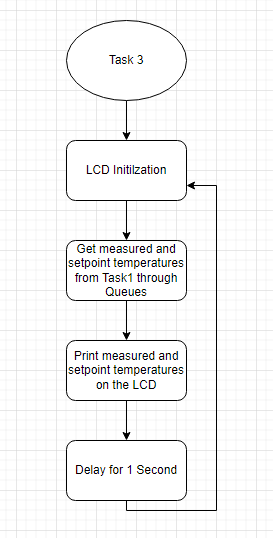 Task 3
LCD Initilzation
Get measured and
setpoint temperatures
from Task1 through
Queues
Print measured and
setpoint temperatures
on the LCD
Delay for 1 Second